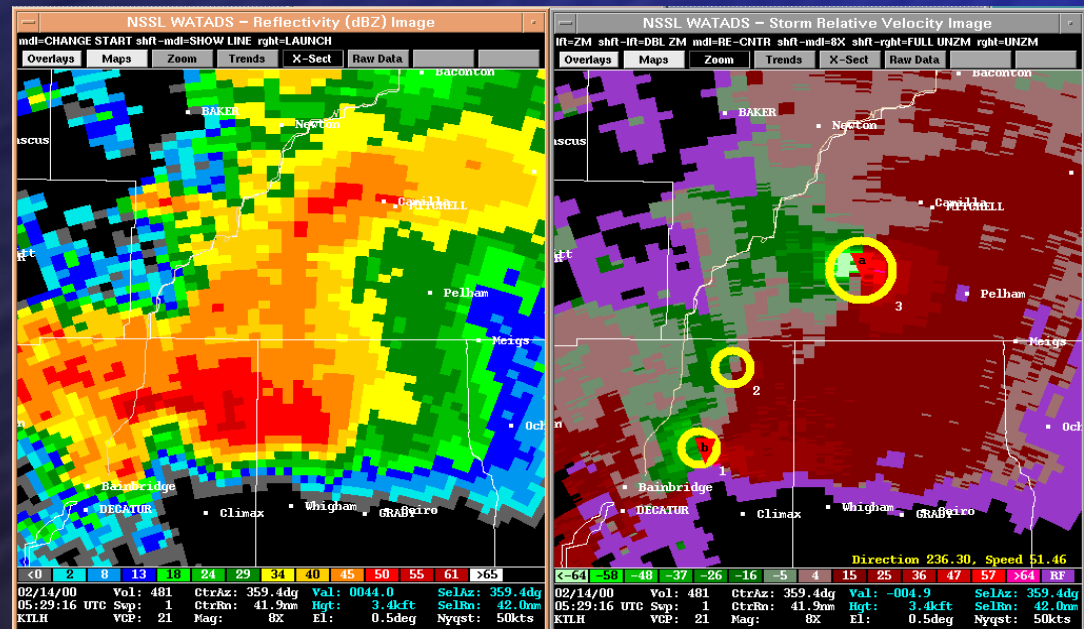 NSSL WATADS – Reflectivity (dBZ) Image
mdl=CHANGE START shft-mdl=SHOW LINE rght=LAUNCH
Overlays Maps Zoom Trends X-Sect Raw Data
Baconton
BAKER
Newton
ascus
Camilla
MITCHELL
Pelham
Meigs
Och
Bainbridge
DECATUR
Climax
Whigham
GRADY
<0 2 8 13 18 24 29 34 40 45 50 55 61 >65
02/14/00 Vol: 481 CtrAz: 359.4dg Val: 0044.0 SelAz: 359.4dg
05:29:16 UTC Swp: 1 CtrRn: 41.9nm Hgt: 3.4kft SelRn: 42.0nm
KTLH VCP: 21 Mag: 8X El: 0.5deg Nyqst: 50kts
NSSL WATADS – Storm Relative Velocity Image
lft=ZM shft-lft=DBL ZM mdl=RE-CNTR shft-mdl=8X shft-rght=FULL UNZM rght=UNZM
Overlays Maps Zoom Trends X-Sect Raw Data
Baconton
BAKER
Newton
ascus
Camilla
MITCHELL
a
Pelham
3
Meigs
2
Och
b
1
Bainbridge
DECATUR
Climax
Whigham
GRADY
Direction 236.30, Speed 51.46
<-64 -58 -48 -37 -26 -16 -5 4 15 25 36 47 57 >64 RF
02/14/00 Vol: 481 CtrAz: 359.4dg Val: -004.9 SelAz: 359.4dg
05:29:16 UTC Swp: 1 CtrRn: 41.9nm Hgt: 3.4kft SelRn: 42.0nm
KTLH VCP: 21 Mag: 8X El: 0.5deg Nyqst: 50kts